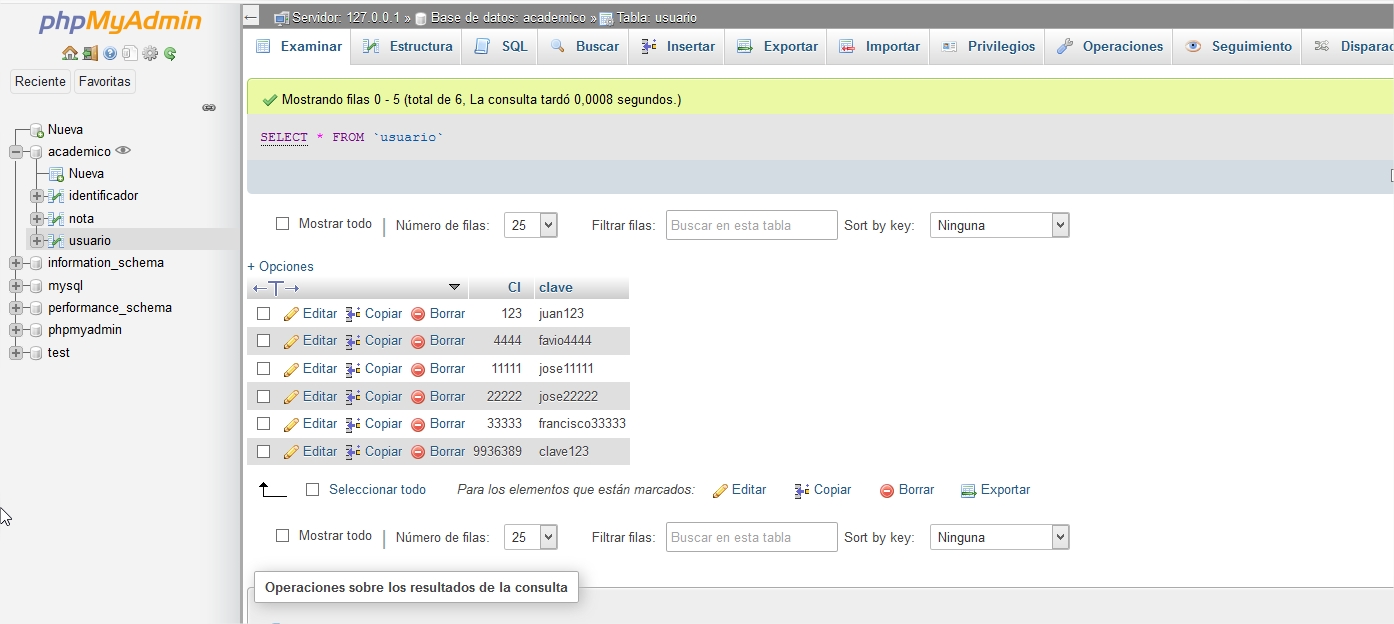 phpMyAdmin
Reciente Favoritas
Nueva
academico
Nueva
identificador
nota
usuario
information_schema
mysql
performance_schema
phpmyadmin
test
Servidor: 127.0.0.1 » Base de datos: academico » Tabla: usuario
Examinar Estructura SQL Buscar Insertar Exportar Importar Privilegios Operaciones Seguimiento Disparad
Mostrando filas 0 - 5 (total de 6, La consulta tardó 0,0008 segundos.)
SELECT * FROM `usuario`
Mostrar todo Número de filas: 25 Filtrar filas: Buscar en esta tabla Sort by key: Ninguna
+ Opciones
←T→ CI clave
Editar Copiar Borrar 123 juan123
Editar Copiar Borrar 4444 favio4444
Editar Copiar Borrar 11111 jose11111
Editar Copiar Borrar 22222 jose22222
Editar Copiar Borrar 33333 francisco33333
Editar Copiar Borrar 9936389 clave123
Seleccionar todo Para los elementos que están marcados: Editar Copiar Borrar Exportar
Mostrar todo Número de filas: 25 Filtrar filas: Buscar en esta tabla Sort by key: Ninguna
Operaciones sobre los resultados de la consulta